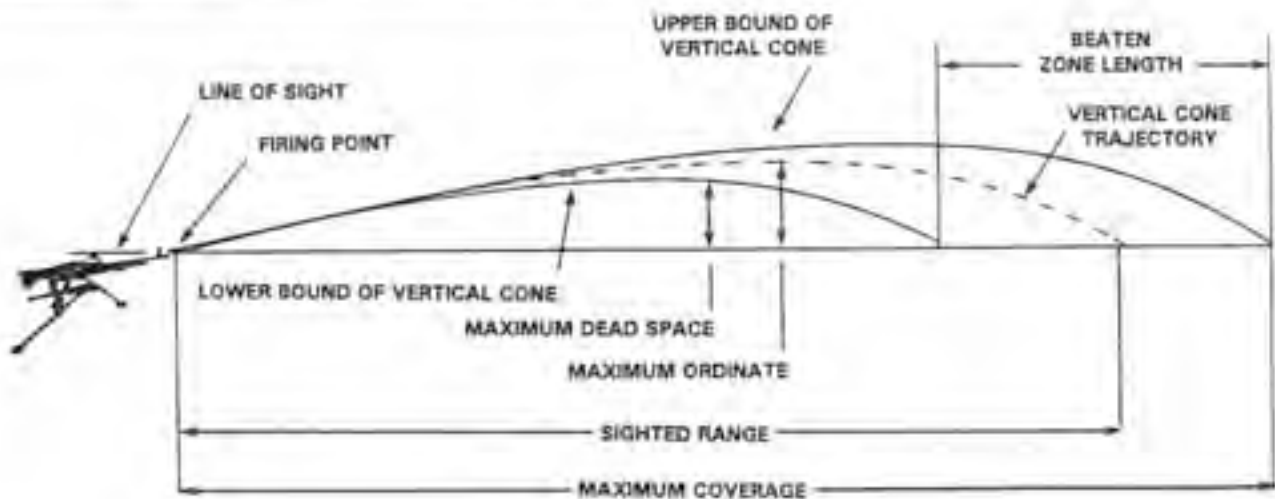 UPPER BOUND OF
VERTICAL CONE
BEATEN
ZONE LENGTH
LINE OF SIGHT
FIRING POINT
VERTICAL CONE
TRAJECTORY
LOWER BOUND OF VERTICAL CONE
MAXIMUM DEAD SPACE
MAXIMUM ORDINATE
SIGHTED RANGE
MAXIMUM COVERAGE